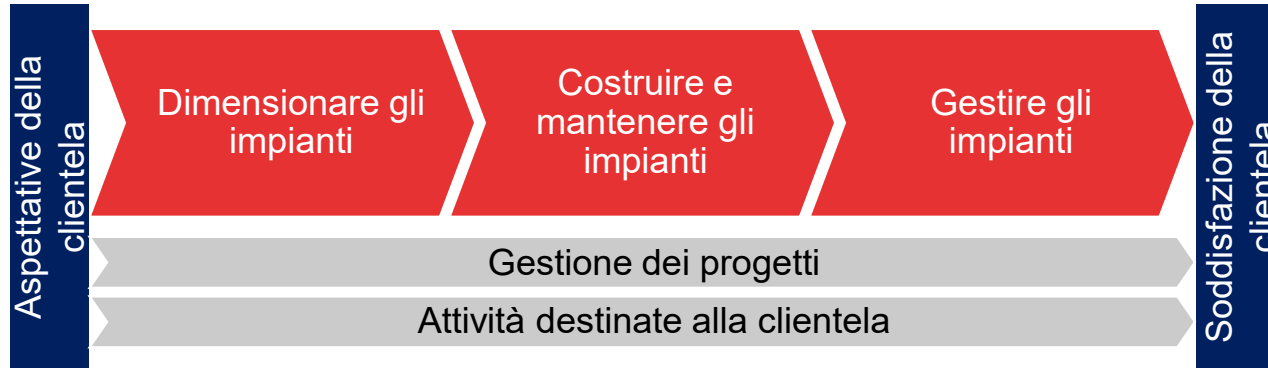 Aspettative della
clientela
Dimensionare gli
impianti
Costruire e
mantenere gli
impianti
Gestire gli
impianti
Gestione dei progetti
Attività destinate alla clientela
Soddisfazione della
clientela